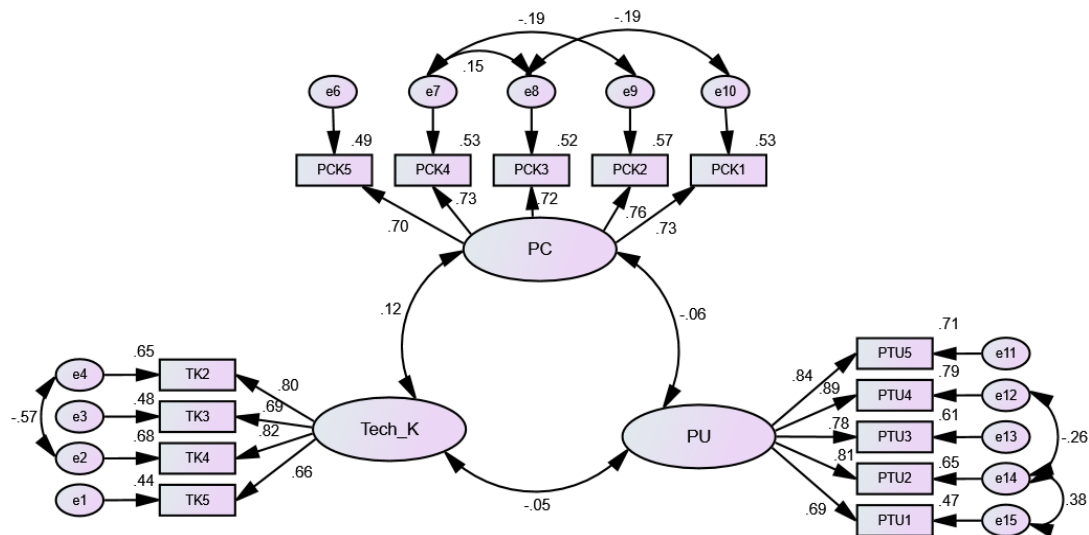 -.19
-.19
.15
e6
e7
e8
e9
e10
.49
.53
.52
.57
.53
PCK5
PCK4
PCK3
PCK2
PCK1
.70
.73
.72
.76
.73
PC
.12
-.06
e4
.65
TK2
.80
e3
.48
TK3
.69
e2
.68
TK4
.82
e1
.44
TK5
.66
-.57
Tech_K
-.05
PU
.84
PTU5
.71
e11
.89
PTU4
.79
e12
.78
PTU3
.61
e13
.81
PTU2
.65
e14
.69
PTU1
.47
e15
-.26
.38